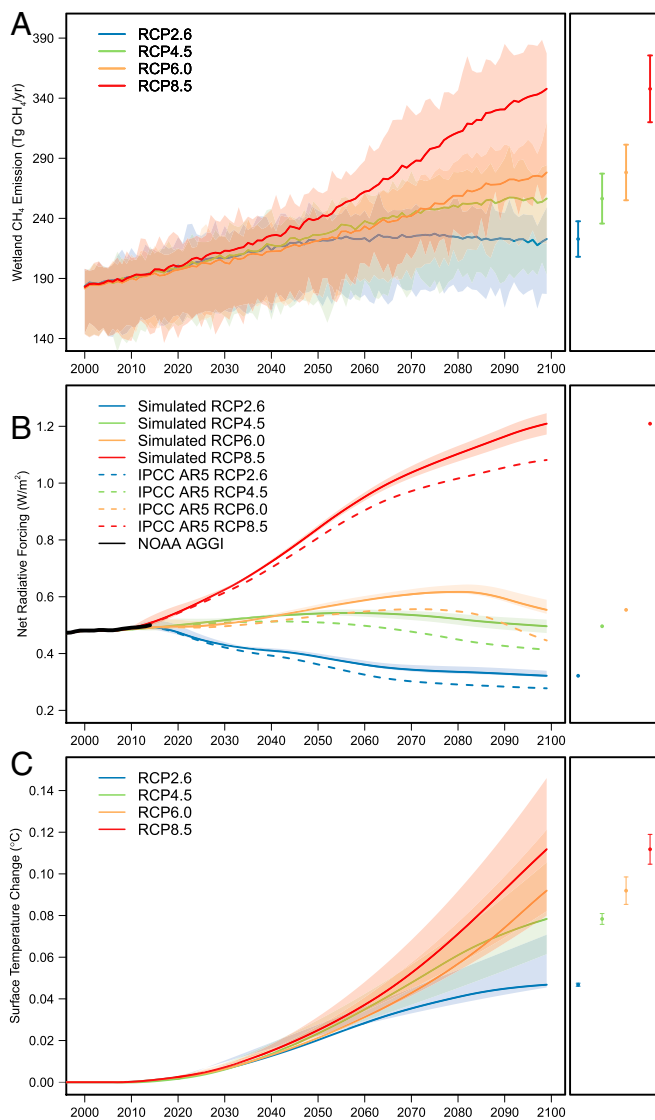 A
390
340
290
240
190
140
Wetland CH₄ Emission (Tg CH₄/yr)
RCP2.6
RCP4.5
RCP6.0
RCP8.5
2000 2010 2020 2030 2040 2050 2060 2070 2080 2090 2100
B
1.2
1.0
0.8
0.6
0.4
0.2
Net Radiative Forcing (W/m²)
Simulated RCP2.6
Simulated RCP4.5
Simulated RCP6.0
Simulated RCP8.5
IPCC AR5 RCP2.6
IPCC AR5 RCP4.5
IPCC AR5 RCP6.0
IPCC AR5 RCP8.5
NOAA AGGI
2000 2010 2020 2030 2040 2050 2060 2070 2080 2090 2100
C
0.14
0.12
0.10
0.08
0.06
0.04
0.02
0.00
Surface Temperature Change (°C)
RCP2.6
RCP4.5
RCP6.0
RCP8.5
2000 2010 2020 2030 2040 2050 2060 2070 2080 2090 2100